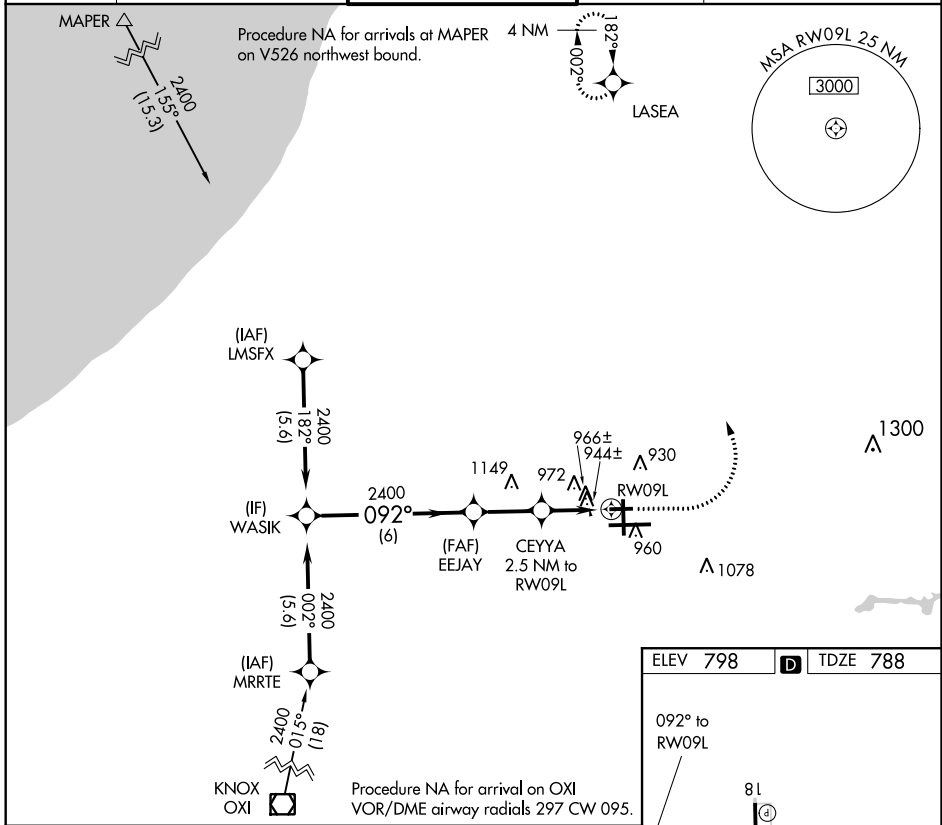 MAPER
2400
155°
(15.3)
Procedure NA for arrivals at MAPER
on V526 northwest bound.
4 NM
182°
002°
LASEA
MSA RW09L 25 NM
3000
(IAF)
LMSFX
2400
182°
(5.6)
(IF)
WASIK
2400
092°
(6)
(FAF)
EEJAY
CEYYA
2.5 NM to
RW09L
1149
972
966±
944±
930
RW09L
960
1078
1300
2400
002°
(5.6)
(IAF)
MRRTE
2400
015°
(18)
KNOX
OXI
Procedure NA for arrival on OXI
VOR/DME airway radials 297 CW 095.
ELEV 798 D TDZE 788
092° to
RW09L
18
P